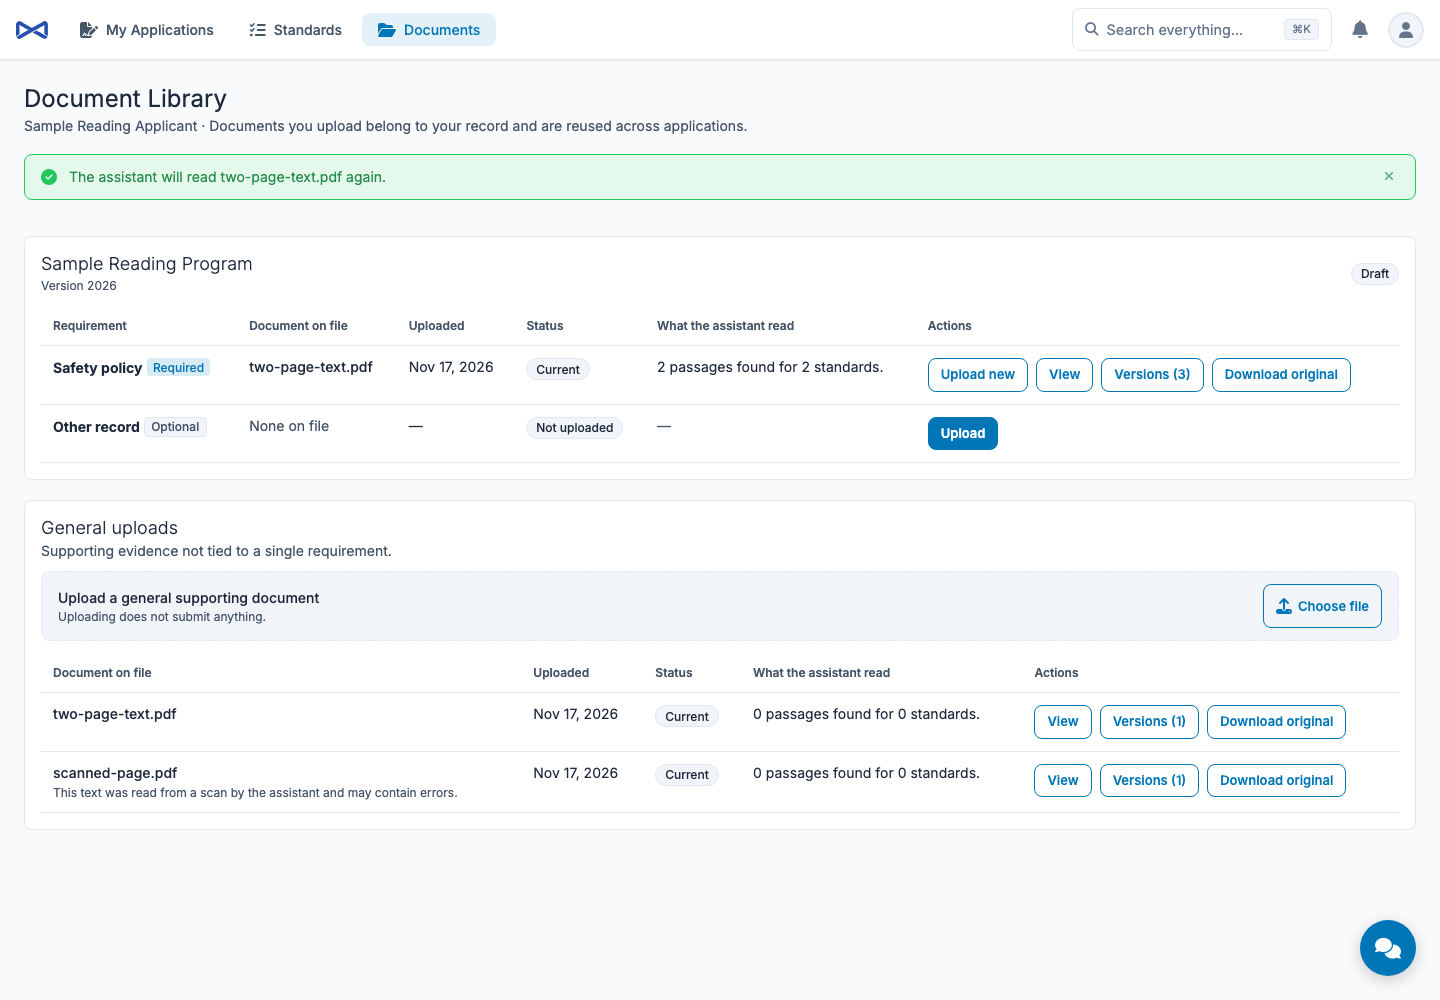 My Applications
Standards
Documents
Search everything...
⌘K
Document Library
Sample Reading Applicant · Documents you upload belong to your record and are reused across applications.
The assistant will read two-page-text.pdf again.
Sample Reading Program
Version 2026
Draft
Requirement Document on file Uploaded Status What the assistant read Actions
Safety policy Required two-page-text.pdf Nov 17, 2026 Current 2 passages found for 2 standards. Upload new View Versions (3) Download original
Other record Optional None on file — Not uploaded — Upload
General uploads
Supporting evidence not tied to a single requirement.
Upload a general supporting document
Uploading does not submit anything.
Choose file
Document on file Uploaded Status What the assistant read Actions
two-page-text.pdf Nov 17, 2026 Current 0 passages found for 0 standards. View Versions (1) Download original
scanned-page.pdf Nov 17, 2026 Current 0 passages found for 0 standards. View Versions (1) Download original
This text was read from a scan by the assistant and may contain errors.